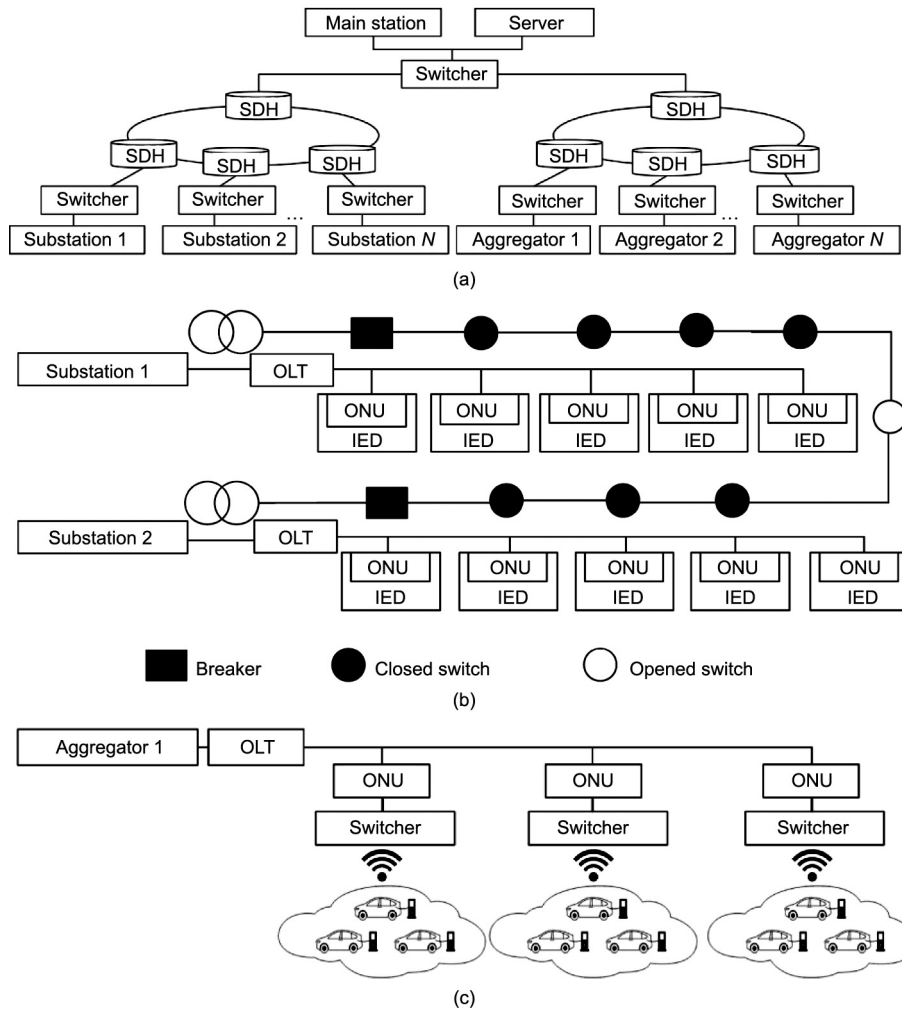 Main station Server
Switcher
SDH SDH
SDH SDH SDH SDH SDH SDH
Switcher Switcher Switcher Switcher Switcher Switcher
... ...
Substation 1 Substation 2 Substation N Aggregator 1 Aggregator 2 Aggregator N
(a)
Substation 1 OLT
ONU ONU ONU ONU ONU
IED IED IED IED IED
Substation 2 OLT
ONU ONU ONU ONU ONU
IED IED IED IED IED
Breaker Closed switch Opened switch
(b)
Aggregator 1 OLT
ONU ONU ONU
Switcher Switcher Switcher
(c)